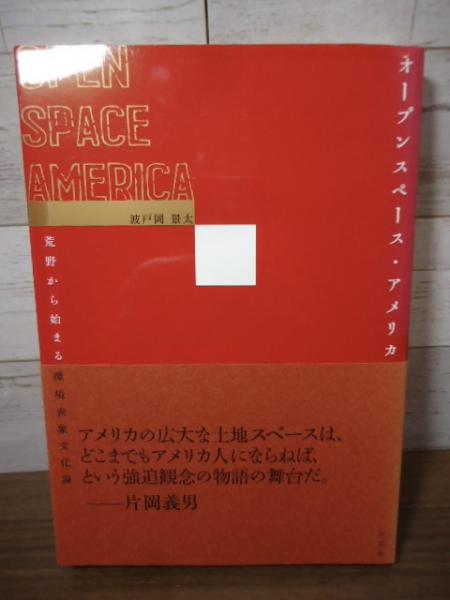 OPEN
SPACE
AMERICA
波戸岡 景太
オープンスペース・アメリカ
荒野から始まる環境表象文化論
アメリカの広大な土地スペースは、
どこまでもアメリカ人にならねば、
という強迫観念の物語の舞台だ。
――片岡義男